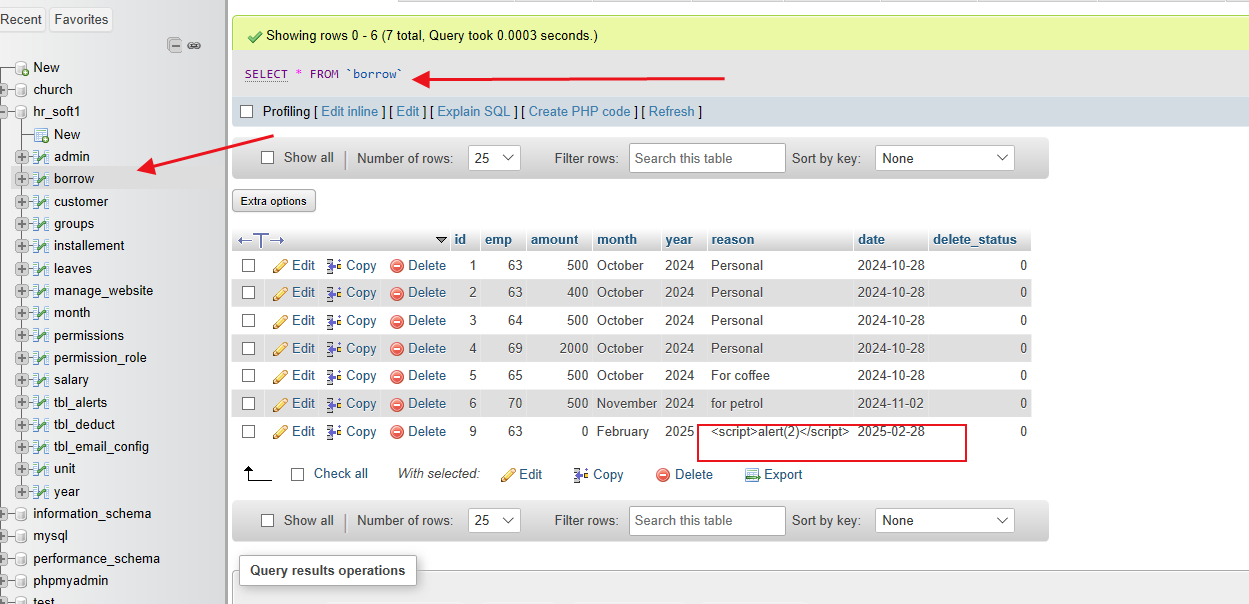 Recent Favorites
New
church
hr_soft1
New
admin
borrow
customer
groups
installement
leaves
manage_website
month
permissions
permission_role
salary
tbl_alerts
tbl_deduct
tbl_email_config
unit
year
information_schema
mysql
performance_schema
phpmyadmin
test
Showing rows 0 - 6 (7 total, Query took 0.0003 seconds.)
SELECT * FROM `borrow`
Profiling [ Edit inline ] [ Edit ] [ Explain SQL ] [ Create PHP code ] [ Refresh ]
Show all | Number of rows: 25 Filter rows: Search this table Sort by key: None
Extra options
←T→ id emp amount month year reason date delete_status
Edit Copy Delete 1 63 500 October 2024 Personal 2024-10-28 0
Edit Copy Delete 2 63 400 October 2024 Personal 2024-10-28 0
Edit Copy Delete 3 64 500 October 2024 Personal 2024-10-28 0
Edit Copy Delete 4 69 2000 October 2024 Personal 2024-10-28 0
Edit Copy Delete 5 65 500 October 2024 For coffee 2024-10-28 0
Edit Copy Delete 6 70 500 November 2024 for petrol 2024-11-02 0
Edit Copy Delete 9 63 0 February 2025 <script>alert(2)</script> 2025-02-28 0
Check all With selected: Edit Copy Delete Export
Show all | Number of rows: 25 Filter rows: Search this table Sort by key: None
Query results operations